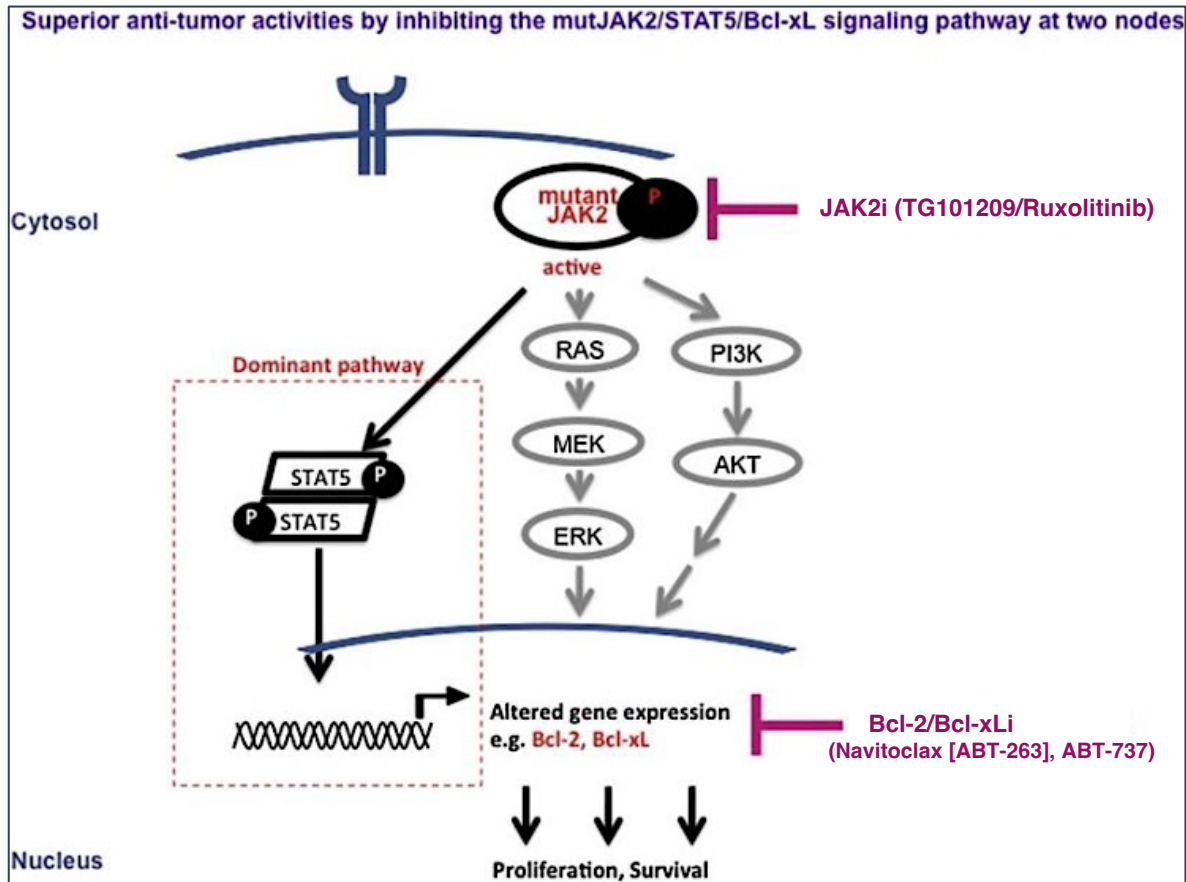 Superior anti-tumor activities by inhibiting the mutJAK2/STAT5/Bcl-xL signaling pathway at two nodes
mutant
JAK2
P
JAK2i (TG101209/Ruxolitinib)
Cytosol
active
RAS
PI3K
Dominant pathway
MEK
AKT
STAT5
P
P
STAT5
ERK
Altered gene expression
e.g. Bcl-2, Bcl-xL
Bcl-2/Bcl-xLi
(Navitoclax [ABT-263], ABT-737)
Nucleus
Proliferation, Survival